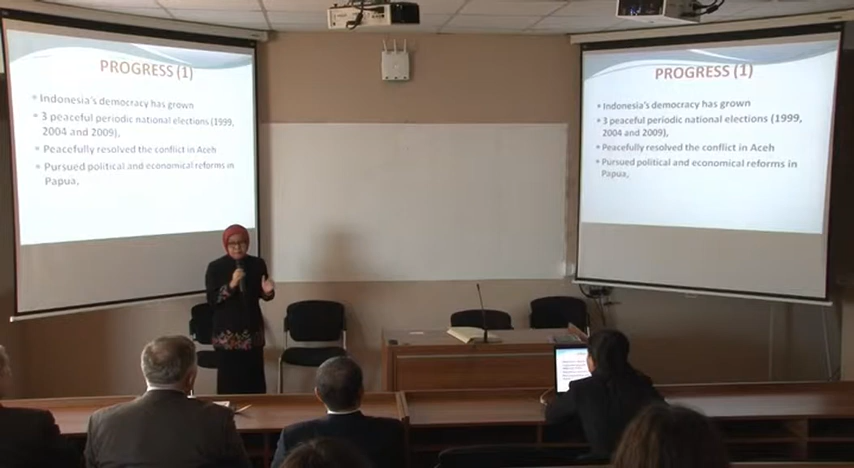 PROGRESS (1)
Indonesia's democracy has grown
3 peaceful periodic national elections (1999,
2004 and 2009),
Peacefully resolved the conflict in Aceh
Pursued political and economical reforms in
Papua,
PROGRESS (1)
Indonesia's democracy has grown
3 peaceful periodic national elections (1999,
2004 and 2009),
Peacefully resolved the conflict in Aceh
Pursued political and economical reforms in
Papua,